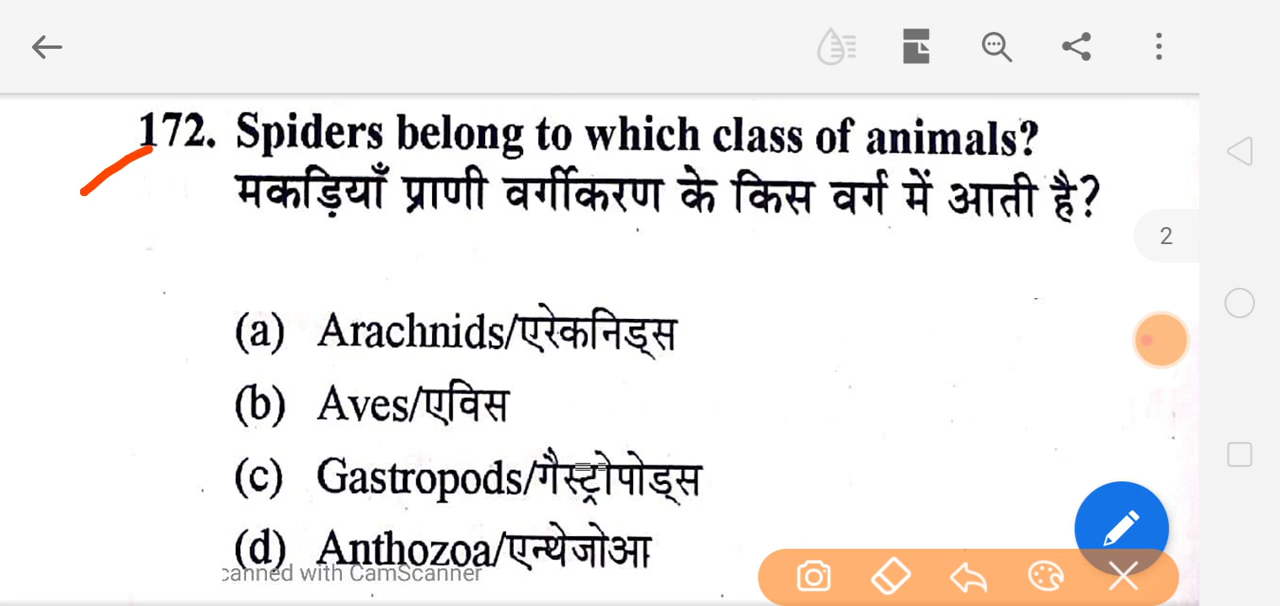 172. Spiders belong to which class of animals?
मकड़ियाँ प्राणी वर्गीकरण के किस वर्ग में आती है?
2
(a) Arachnids/एरेकनिड्स
(b) Aves/एविस
(c) Gastropods/गैस्ट्रोपोड्स
(d) Anthozoa/एन्थेजोआ
canned with CamScanner